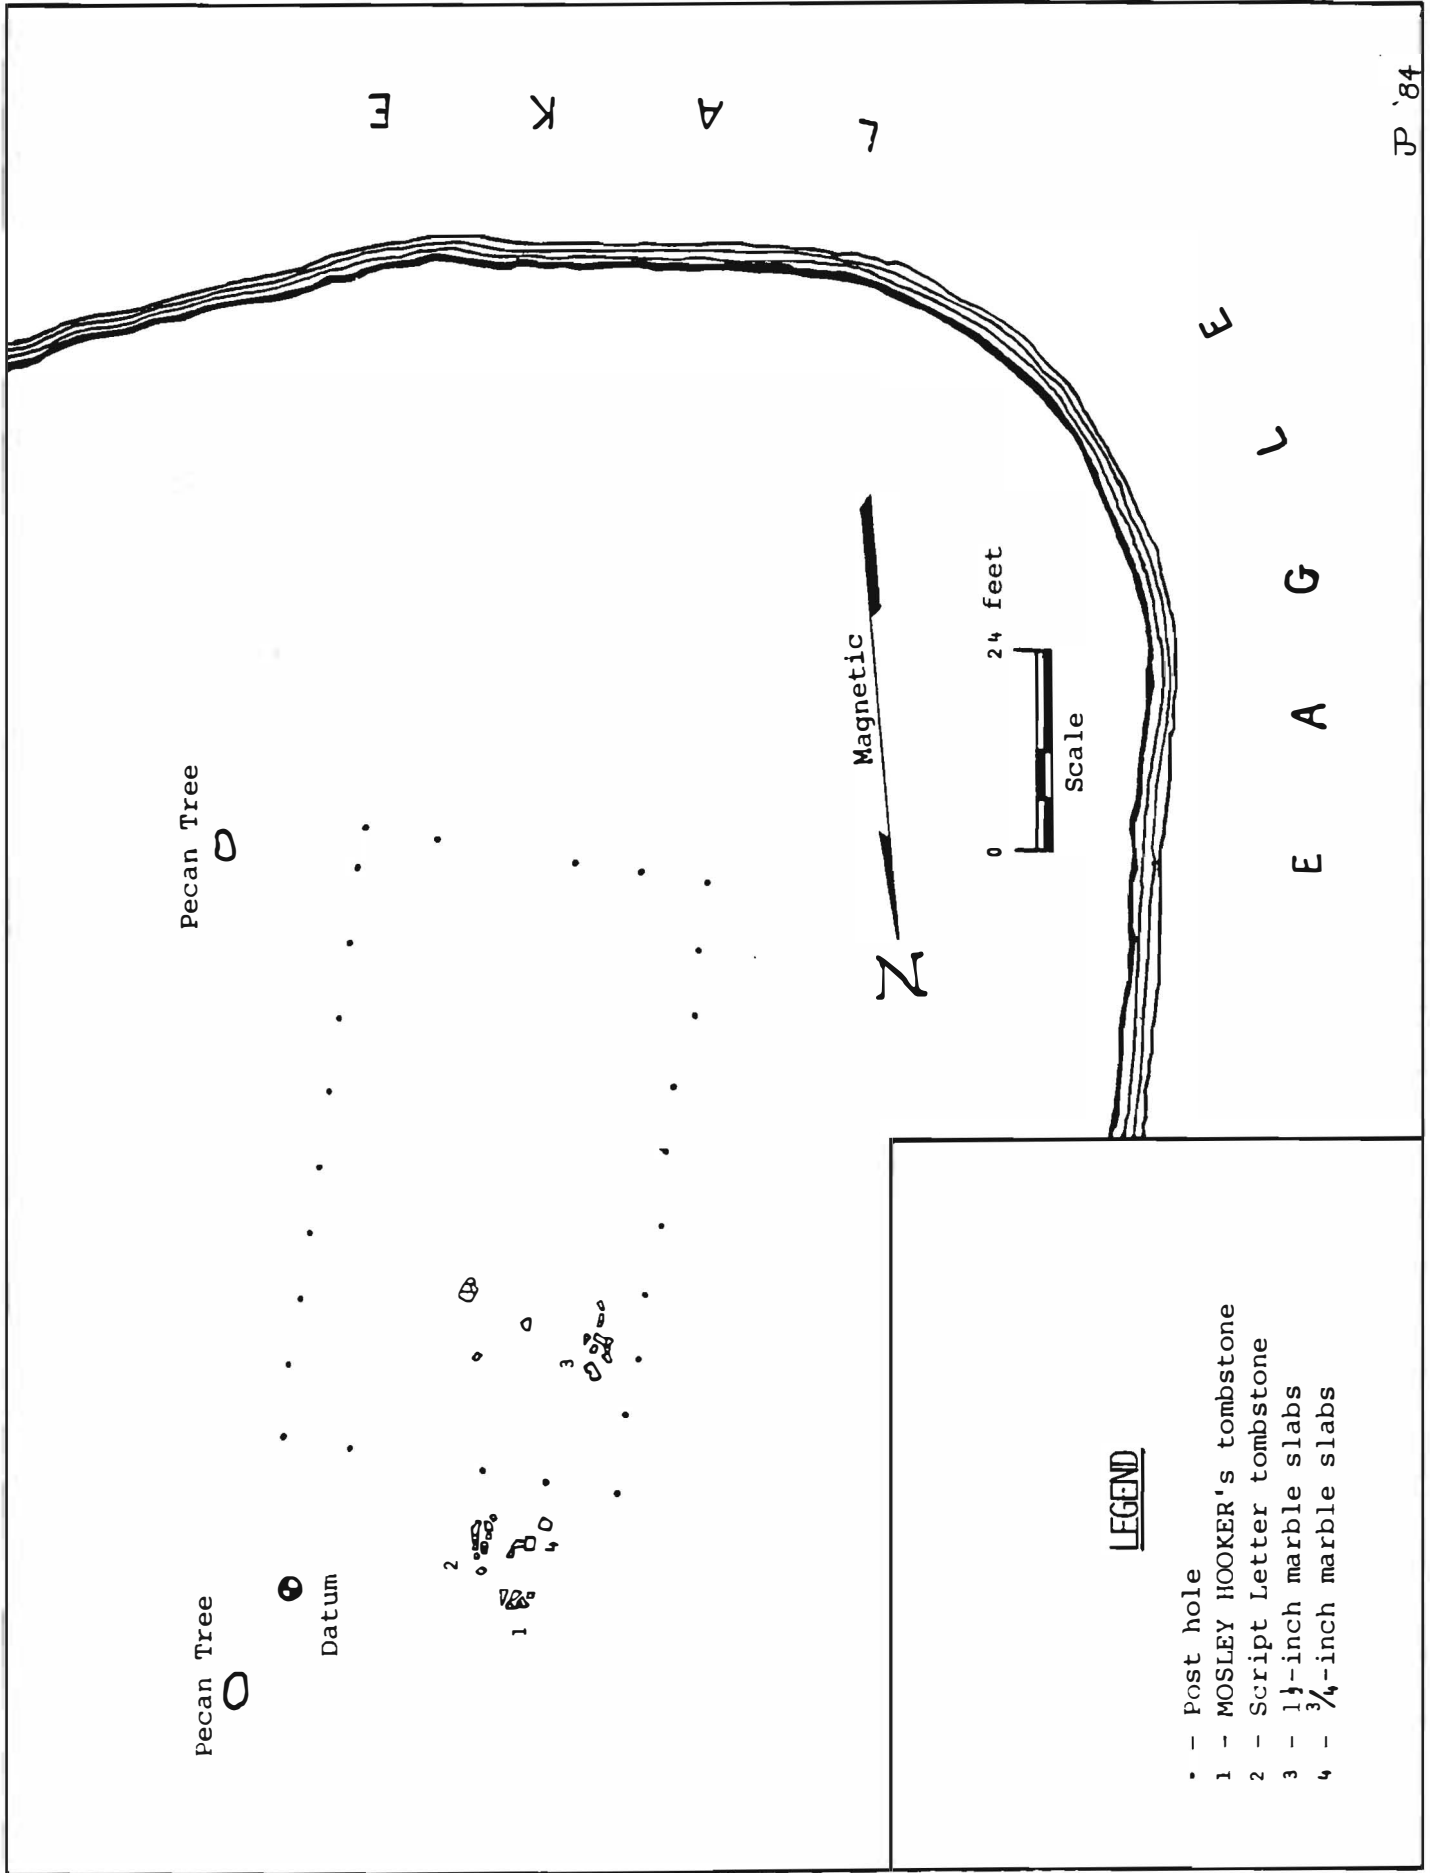 Pecan Tree
Pecan Tree
Datum
1
2
3
4
N
Magnetic
0 24 feet
Scale
EAGLE
LAKE
LEGEND
• - Post hole
1 - MOSLEY HOOKER's tombstone
2 - Script Letter tombstone
3 - 1½-inch marble slabs
4 - 3/4-inch marble slabs
JP '84